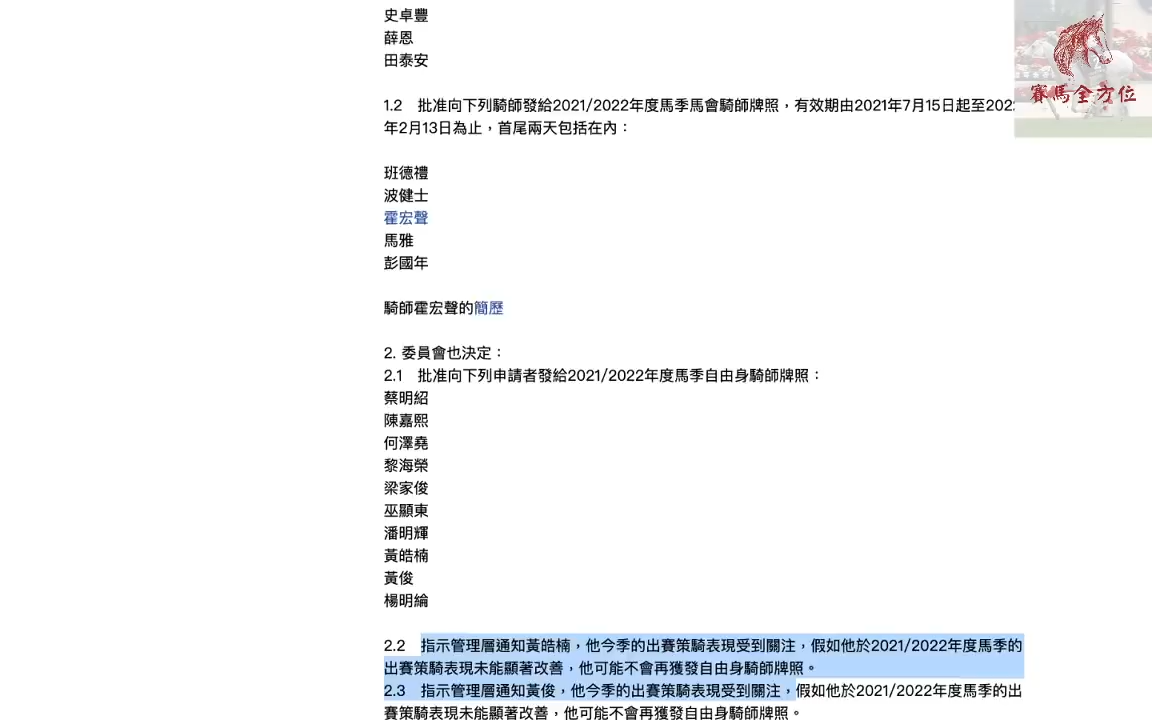 史卓豐
薛恩
田泰安
1.2 批准向下列騎師發給2021/2022年度馬季馬會騎師牌照，有效期由2021年7月15日起至202
年2月13日為止，首尾兩天包括在內：
班德禮
波健士
霍宏聲
馬雅
彭國年
騎師霍宏聲的簡歷
2. 委員會也決定：
2.1 批准向下列申請者發給2021/2022年度馬季自由身騎師牌照：
蔡明紹
陳嘉熙
何澤堯
黎海榮
梁家俊
巫顯東
潘明輝
黃皓楠
黃俊
楊明綸
2.2 指示管理層通知黃皓楠，他今季的出賽策騎表現受到關注，假如他於2021/2022年度馬季的
出賽策騎表現未能顯著改善，他可能不會再獲發自由身騎師牌照。
2.3 指示管理層通知黃俊，他今季的出賽策騎表現受到關注，假如他於2021/2022年度馬季的出
賽策騎表現未能顯著改善，他可能不會再獲發自由身騎師牌照。
賽馬全方位